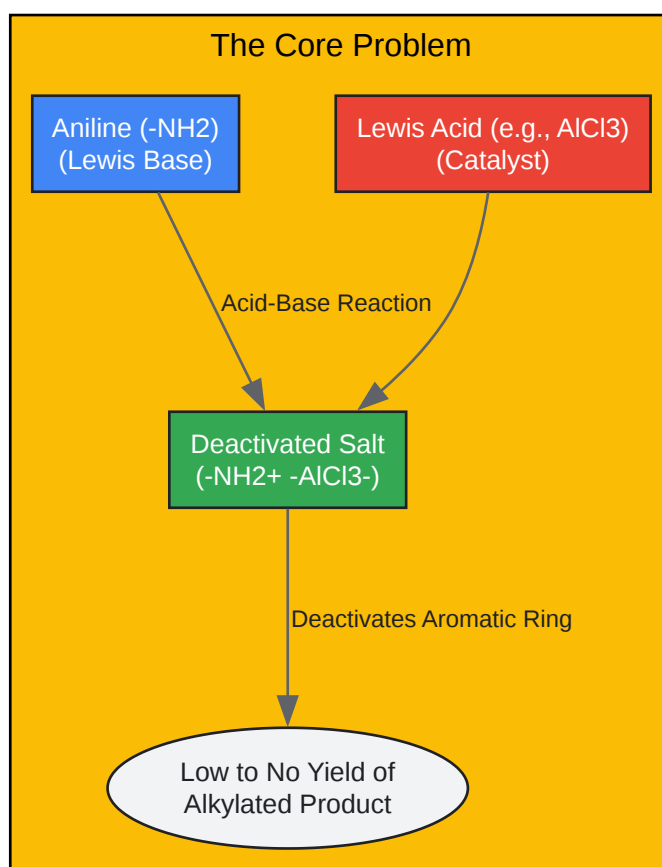 The Core Problem
Aniline (-NH2)
(Lewis Base)
Lewis Acid (e.g., AlCl3)
(Catalyst)
Acid-Base Reaction
Deactivated Salt
(-NH2+ -AlCl3-)
Deactivates Aromatic Ring
Low to No Yield of
Alkylated Product